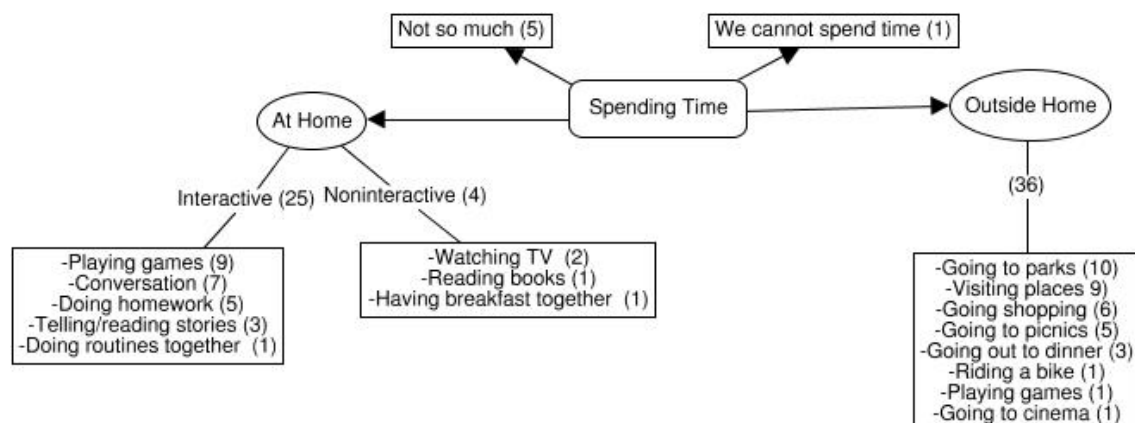 Not so much (5)
We cannot spend time (1)
Spending Time
At Home
Outside Home
Interactive (25)
Noninteractive (4)
(36)
-Playing games (9)
-Conversation (7)
-Doing homework (5)
-Telling/reading stories (3)
-Doing routines together (1)
-Watching TV (2)
-Reading books (1)
-Having breakfast together (1)
-Going to parks (10)
-Visiting places 9)
-Going shopping (6)
-Going to picnics (5)
-Going out to dinner (3)
-Riding a bike (1)
-Playing games (1)
-Going to cinema (1)